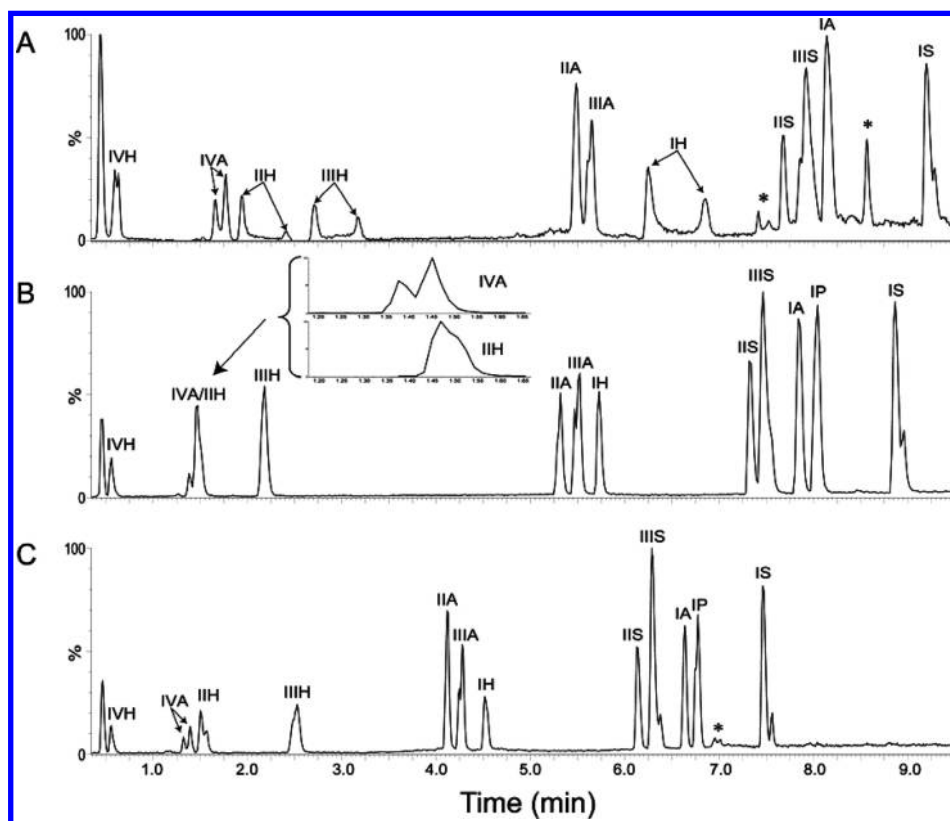 A
100
%
0
IVH
IVA
IIH
IIIH
IIA
IIIA
IH
*
IIS
IIIS
IA
*
IS
B
100
%
0
IVH
IVA/IIH
IIIH
IVA
IIH
IIA
IIIA
IH
IIS
IIIS
IA
IP
IS
C
100
%
0
IVH
IVA
IIH
IIIH
IIA
IIIA
IH
IIS
IIIS
IA
IP
*
IS
1.0 2.0 3.0 4.0 5.0 6.0 7.0 8.0 9.0
Time (min)